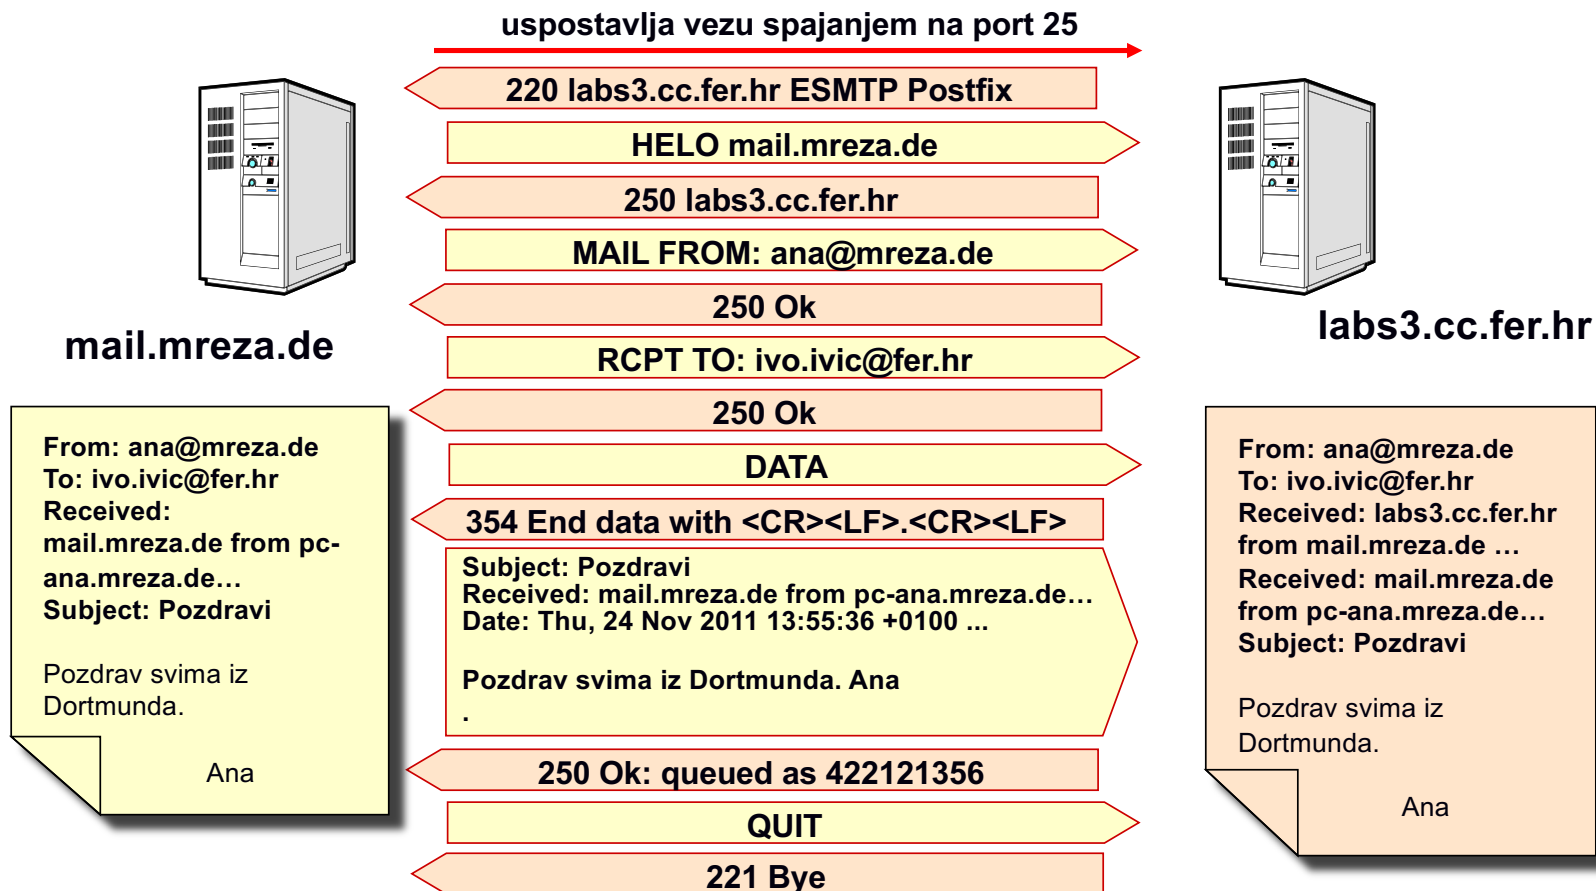 uspostavlja vezu spajanjem na port 25
220 labs3.cc.fer.hr ESMTP Postfix
HELO mail.mreza.de
250 labs3.cc.fer.hr
MAIL FROM: ana@mreza.de
250 Ok
RCPT TO: ivo.ivic@fer.hr
250 Ok
DATA
354 End data with <CR><LF>.<CR><LF>
Subject: Pozdravi
Received: mail.mreza.de from pc-ana.mreza.de…
Date: Thu, 24 Nov 2011 13:55:36 +0100 ...
Pozdrav svima iz Dortmunda. Ana
.
250 Ok: queued as 422121356
QUIT
221 Bye
mail.mreza.de
From: ana@mreza.de
To: ivo.ivic@fer.hr
Received:
mail.mreza.de from pc-
ana.mreza.de…
Subject: Pozdravi
Pozdrav svima iz
Dortmunda.
Ana
labs3.cc.fer.hr
From: ana@mreza.de
To: ivo.ivic@fer.hr
Received: labs3.cc.fer.hr
from mail.mreza.de …
Received: mail.mreza.de
from pc-ana.mreza.de…
Subject: Pozdravi
Pozdrav svima iz
Dortmunda.
Ana